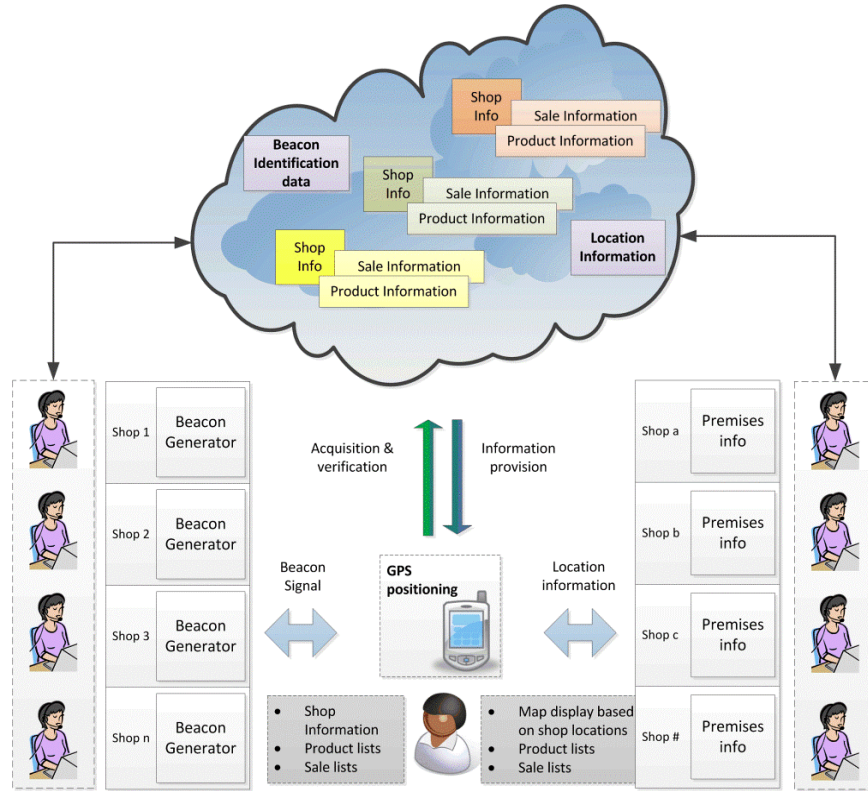 Shop
Info
Sale Information
Product Information
Beacon
Identification
data
Shop
Info
Sale Information
Product Information
Location
Information
Shop
Info
Sale Information
Product Information
Shop 1
Beacon
Generator
Shop 2
Beacon
Generator
Shop 3
Beacon
Generator
Shop n
Beacon
Generator
Acquisition &
verification
Information
provision
Beacon
Signal
GPS
positioning
Location
information
• Shop
Information
• Product lists
• Sale lists
• Map display based
on shop locations
• Product lists
• Sale lists
Shop a
Premises
info
Shop b
Premises
info
Shop c
Premises
info
Shop #
Premises
info